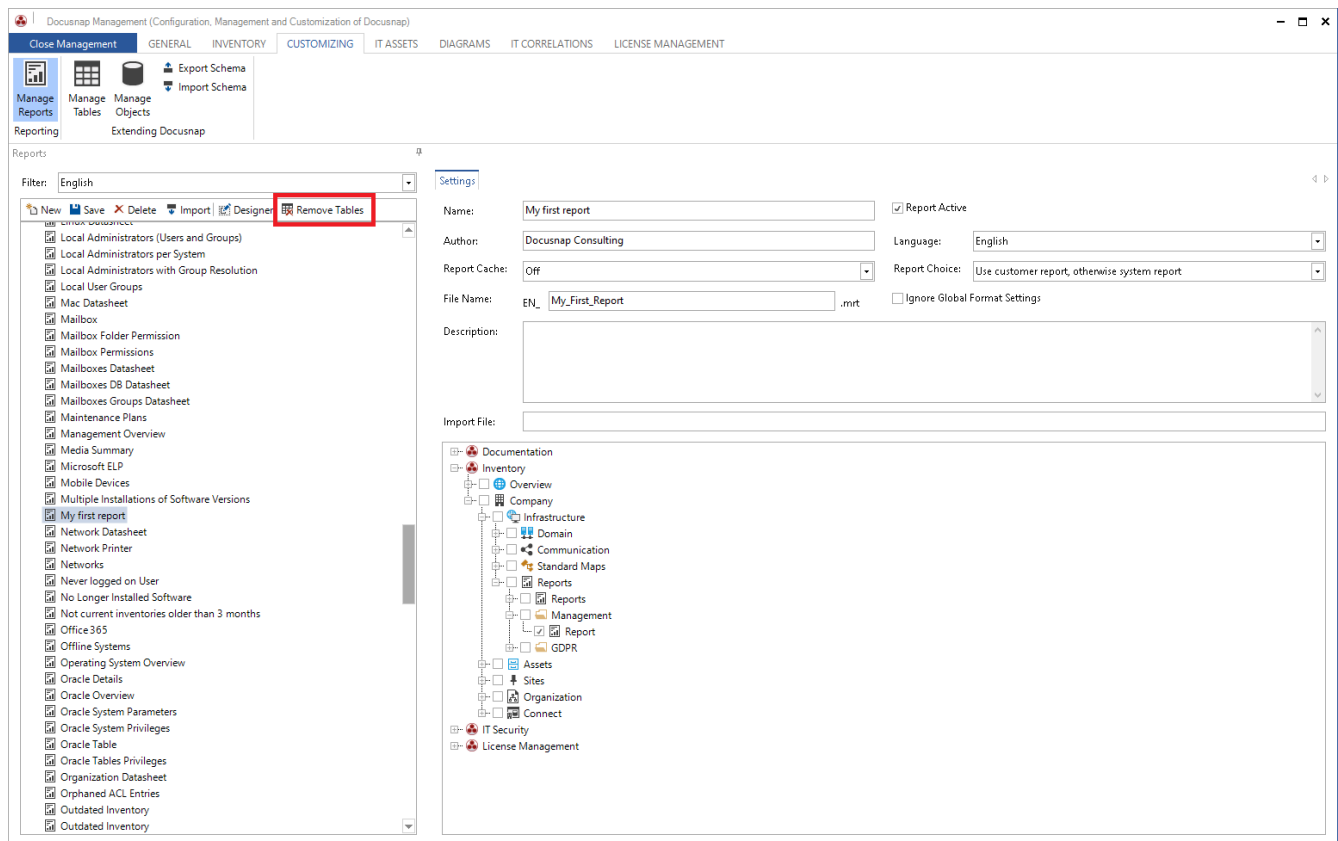 Docusnap Management (Configuration, Management and Customization of Docusnap)
Close Management GENERAL INVENTORY CUSTOMIZING IT ASSETS DIAGRAMS IT CORRELATIONS LICENSE MANAGEMENT
Manage Reports
Manage Tables
Manage Objects
Export Schema
Import Schema
Reporting
Extending Docusnap
Reports
Filter: English
New Save Delete Import Designer Remove Tables
Linux Datasheet
Local Administrators (Users and Groups)
Local Administrators per System
Local Administrators with Group Resolution
Local User Groups
Mac Datasheet
Mailbox
Mailbox Folder Permission
Mailbox Permissions
Mailboxes Datasheet
Mailboxes DB Datasheet
Mailboxes Groups Datasheet
Maintenance Plans
Management Overview
Media Summary
Microsoft ELP
Mobile Devices
Multiple Installations of Software Versions
My first report
Network Datasheet
Network Printer
Networks
Never logged on User
No Longer Installed Software
Not current inventories older than 3 months
Office 365
Offline Systems
Operating System Overview
Oracle Details
Oracle Overview
Oracle System Parameters
Oracle System Privileges
Oracle Table
Oracle Tables Privileges
Organization Datasheet
Orphaned ACL Entries
Outdated Inventory
Outdated Inventory
Settings
Name: My first report
Report Active
Author: Docusnap Consulting
Language: English
Report Cache: Off
Report Choice: Use customer report, otherwise system report
File Name: EN_ My_First_Report .mrt
Ignore Global Format Settings
Description:
Import File:
Documentation
Inventory
Overview
Company
Infrastructure
Domain
Communication
Standard Maps
Reports
Reports
Management
Report
GDPR
Assets
Sites
Organization
Connect
IT Security
License Management